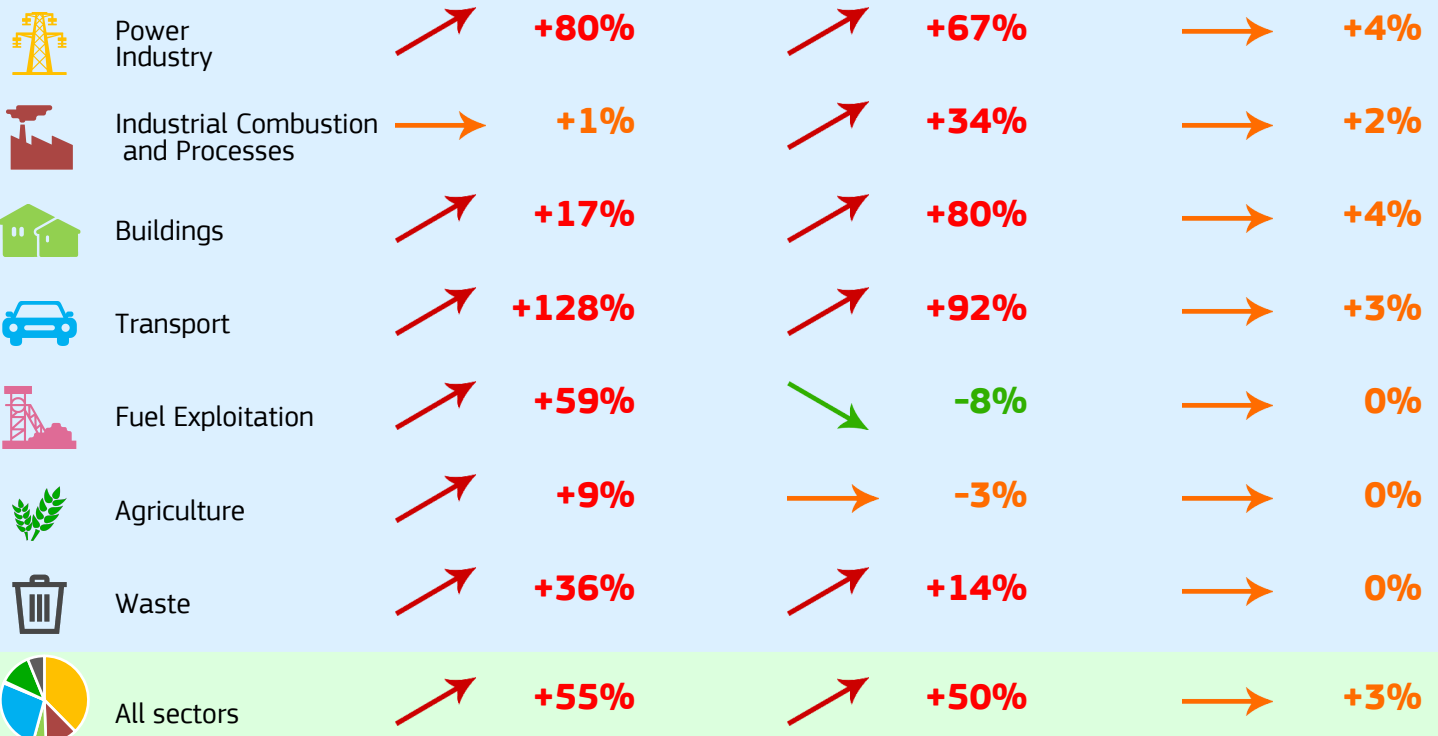 Power
Industry
+80%
+67%
+4%
Industrial Combustion
and Processes
+1%
+34%
+2%
Buildings
+17%
+80%
+4%
Transport
+128%
+92%
+3%
Fuel Exploitation
+59%
-8%
0%
Agriculture
+9%
-3%
0%
Waste
+36%
+14%
0%
All sectors
+55%
+50%
+3%